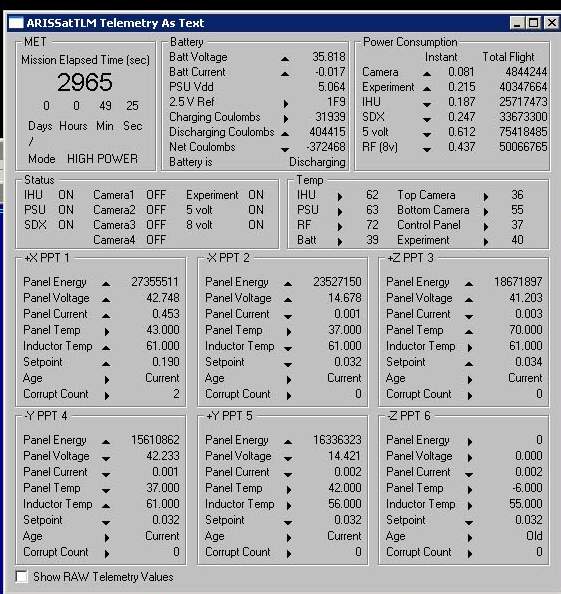 ARISSatTLM Telemetry As Text
MET
Mission Elapsed Time (sec)
2965
0 0 49 25
Days Hours Min Sec
/
Mode HIGH POWER
Battery
Batt Voltage 35.818
Batt Current -0.017
PSU Vdd 5.064
2.5 V Ref 1F9
Charging Coulombs 31939
Discharging Coulombs 404415
Net Coulombs -372468
Battery is Discharging
Power Consumption
Instant Total Flight
Camera 0.081 4844244
Experiment 0.215 40347664
IHU 0.187 25717473
SDX 0.247 33673300
5 volt 0.612 75418485
RF (8v) 0.437 50066765
Status
IHU ON Camera1 OFF Experiment ON
PSU ON Camera2 OFF 5 volt ON
SDX ON Camera3 OFF 8 volt ON
Camera4 OFF
Temp
IHU 62 Top Camera 36
PSU 63 Bottom Camera 55
RF 72 Control Panel 37
Batt 39 Experiment 40
+X PPT 1
Panel Energy 27355511
Panel Voltage 42.748
Panel Current 0.453
Panel Temp 43.000
Inductor Temp 61.000
Setpoint 0.190
Age Current
Corrupt Count 2
-X PPT 2
Panel Energy 23527150
Panel Voltage 14.678
Panel Current 0.001
Panel Temp 37.000
Inductor Temp 61.000
Setpoint 0.032
Age Current
Corrupt Count 0
+Z PPT 3
Panel Energy 18671897
Panel Voltage 41.203
Panel Current 0.003
Panel Temp 70.000
Inductor Temp 61.000
Setpoint 0.034
Age Current
Corrupt Count 0
-Y PPT 4
Panel Energy 15610862
Panel Voltage 42.233
Panel Current 0.001
Panel Temp 37.000
Inductor Temp 61.000
Setpoint 0.032
Age Current
Corrupt Count 0
+Y PPT 5
Panel Energy 16336323
Panel Voltage 14.421
Panel Current 0.002
Panel Temp 42.000
Inductor Temp 56.000
Setpoint 0.032
Age Current
Corrupt Count 0
-Z PPT 6
Panel Energy 0
Panel Voltage 0.000
Panel Current 0.002
Panel Temp -6.000
Inductor Temp 55.000
Setpoint 0.032
Age Old
Corrupt Count 0
Show RAW Telemetry Values